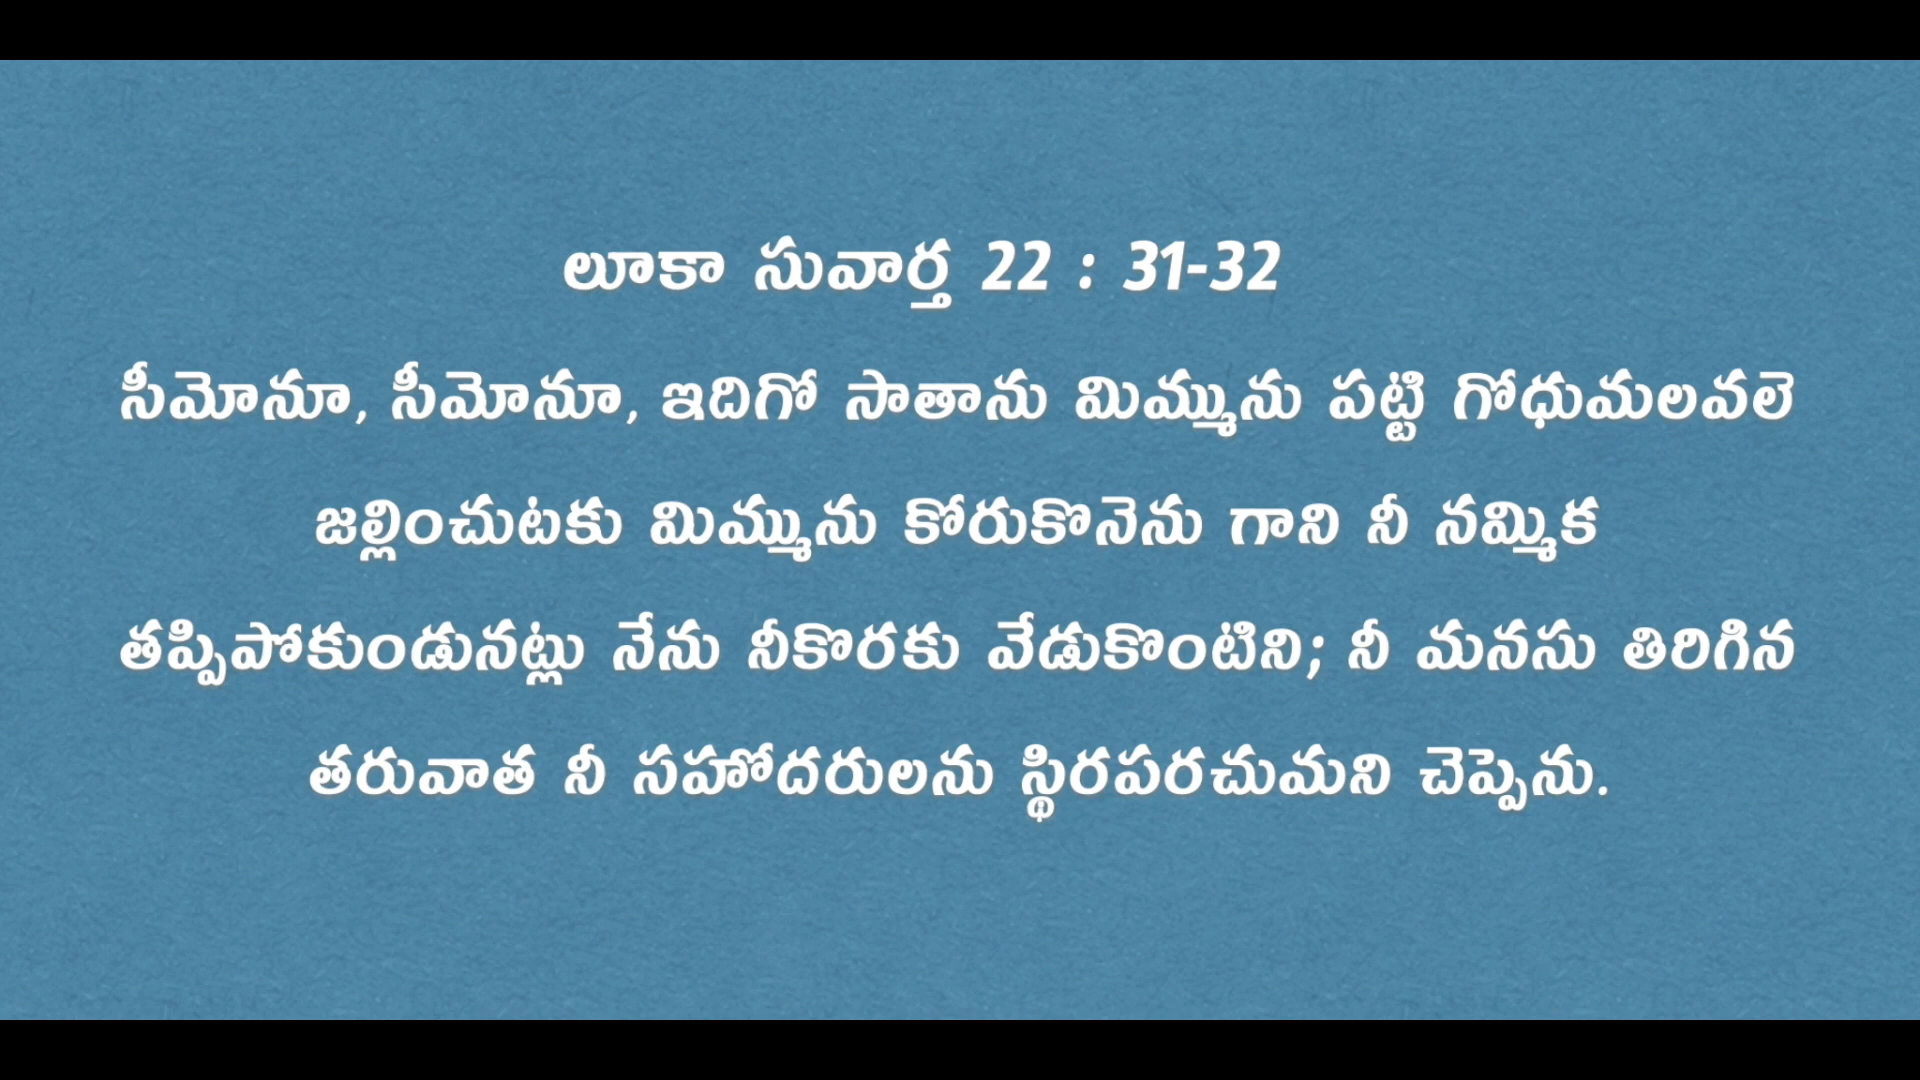 లూకా సువార్త 22 : 31-32
సీమోనూ, సీమోనూ, ఇదిగో సాతాను మిమ్మును పట్టి గోధుమలవలె
జల్లించుటకు మిమ్మును కోరుకొనెను గాని నీ నమ్మిక
తప్పిపోకుండునట్లు నేను నీకొరకు వేడుకొంటిని; నీ మనసు తిరిగిన
తరువాత నీ సహోదరులను స్థిరపరచుమని చెప్పెను.